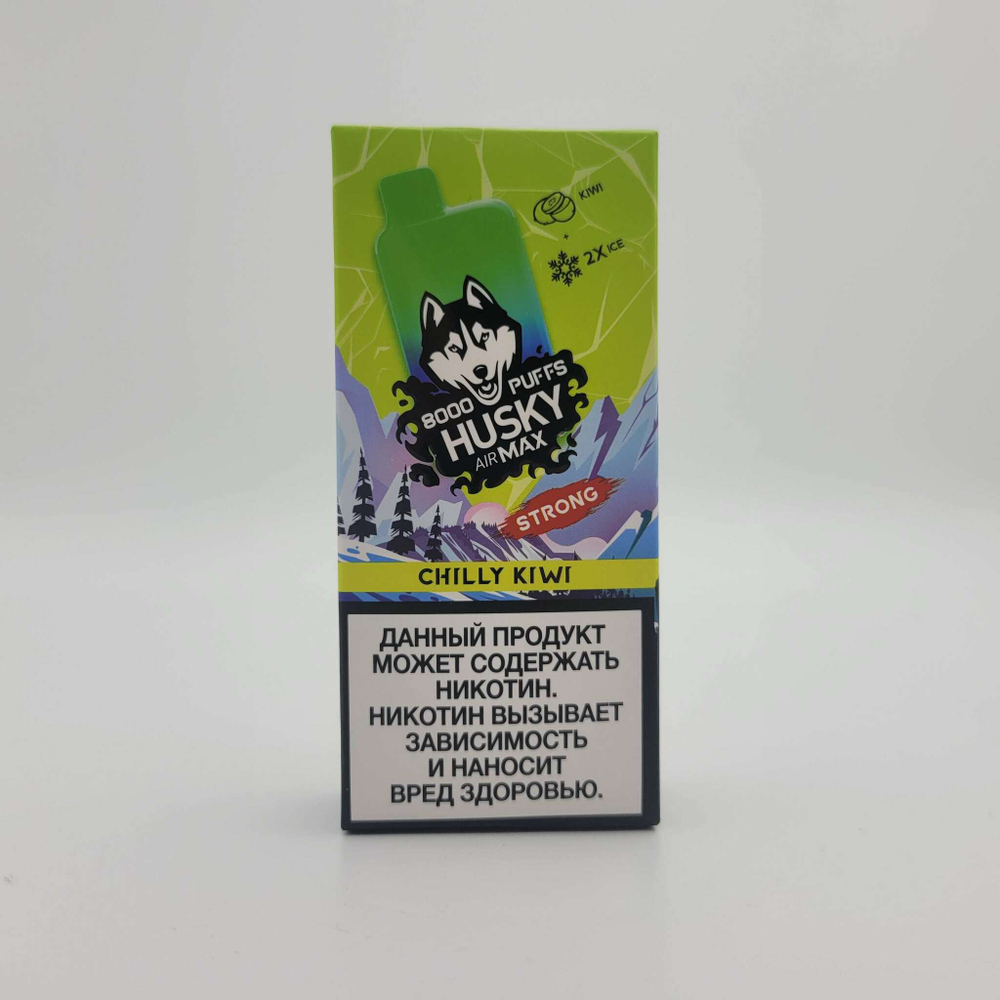 KIWI
+
2X ICE
8000 PUFFS
HUSKY
AIR MAX
STRONG
CHILLY KIWI
ДАННЫЙ ПРОДУКТ
МОЖЕТ СОДЕРЖАТЬ
НИКОТИН.
НИКОТИН ВЫЗЫВАЕТ
ЗАВИСИМОСТЬ
И НАНОСИТ
ВРЕД ЗДОРОВЬЮ.